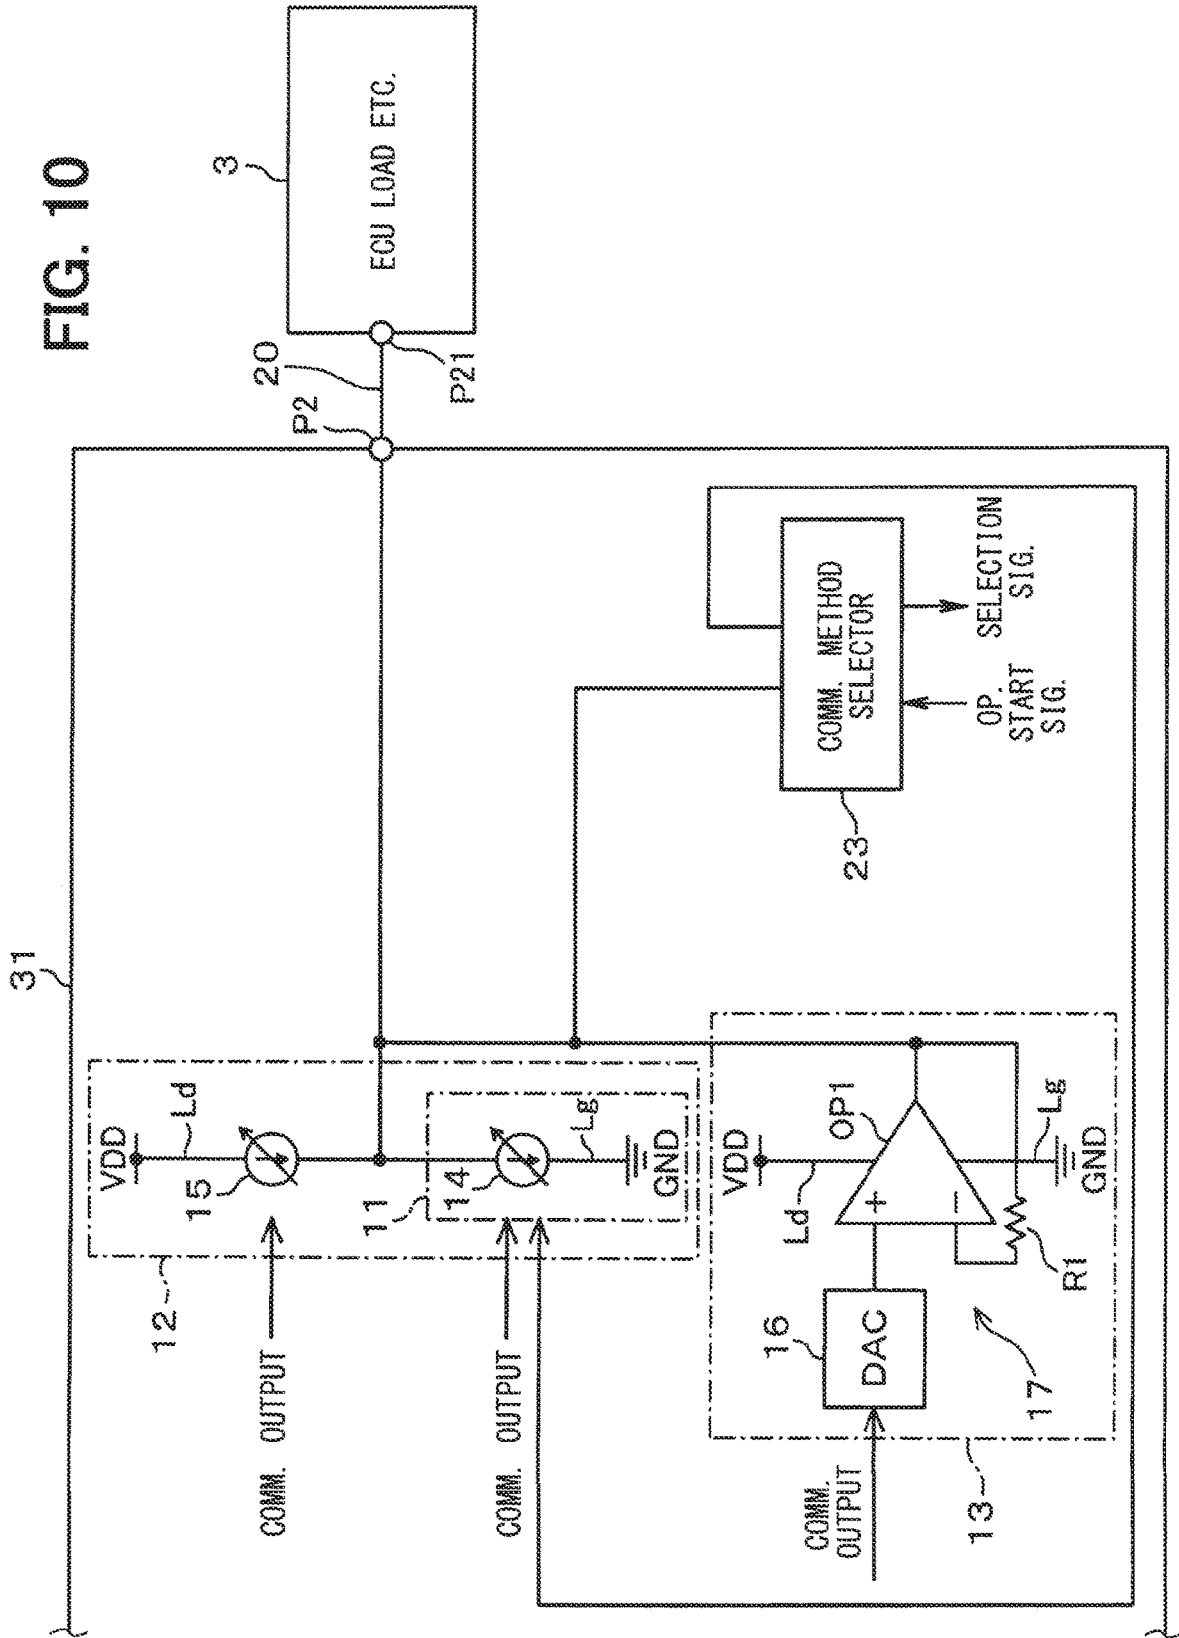 FIG. 10
31
12
VDD
Ld
15
COMM. OUTPUT
11
14
Lg
GND
COMM. OUTPUT
P2
20
P21
3
ECU LOAD ETC.
13
COMM.
OUTPUT
16
DAC
17
VDD
Ld
OP1
+
−
R1
Lg
GND
23
COMM. METHOD
SELECTOR
OP.
START
SIG.
SELECTION
SIG.